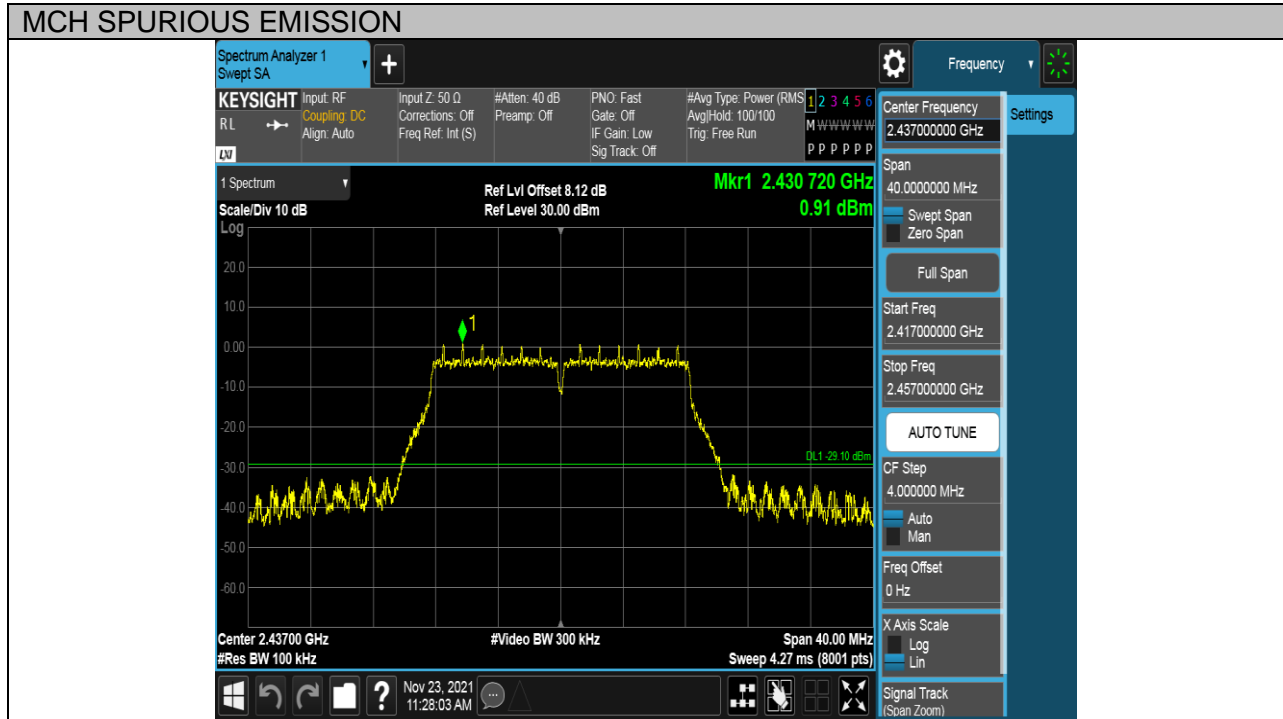 MCH SPURIOUS EMISSION
Spectrum Analyzer 1
Swept SA
+
Frequency
KEYSIGHT
RL
LXI
Input: RF
Coupling: DC
Align: Auto
Input Z: 50 Ω
Corrections: Off
Freq Ref: Int (S)
#Atten: 40 dB
Preamp: Off
PNO: Fast
Gate: Off
IF Gain: Low
Sig Track: Off
#Avg Type: Power (RMS
Avg|Hold: 100/100
Trig: Free Run
1 2 3 4 5 6
M W W W W W
P P P P P P
1 Spectrum
Scale/Div 10 dB
Ref Lvl Offset 8.12 dB
Ref Level 30.00 dBm
Mkr1 2.430 720 GHz
0.91 dBm
Log
20.0
10.0
0.00
-10.0
-20.0
-30.0
-40.0
-50.0
-60.0
1
DL1 -29.10 dBm
Center 2.43700 GHz
#Res BW 100 kHz
#Video BW 300 kHz
Span 40.00 MHz
Sweep 4.27 ms (8001 pts)
Center Frequency
2.437000000 GHz
Settings
Span
40.0000000 MHz
Swept Span
Zero Span
Full Span
Start Freq
2.417000000 GHz
Stop Freq
2.457000000 GHz
AUTO TUNE
CF Step
4.000000 MHz
Auto
Man
Freq Offset
0 Hz
X Axis Scale
Log
Lin
Signal Track
(Span Zoom)
?
Nov 23, 2021
11:28:03 AM